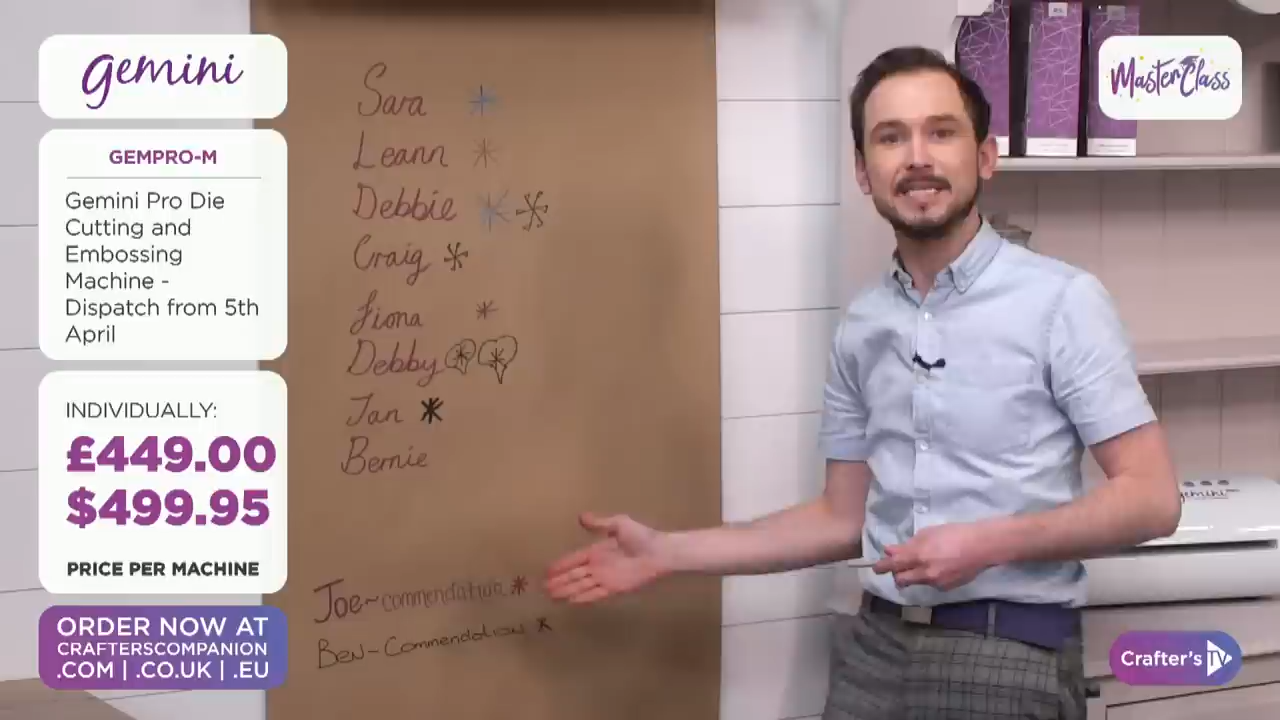 gemini
GEMPRO-M
Gemini Pro Die
Cutting and
Embossing
Machine -
Dispatch from 5th
April
INDIVIDUALLY:
£449.00
$499.95
PRICE PER MACHINE
ORDER NOW AT
CRAFTERSCOMPANION
.COM | .CO.UK | .EU
Sara *
Leann *
Debbie * *
Craig *
Fiona *
Debby * *
Jan *
Bernie
Joe~commendation *
Ben-Commendation *
MasterClass
gemini
Crafter's TV